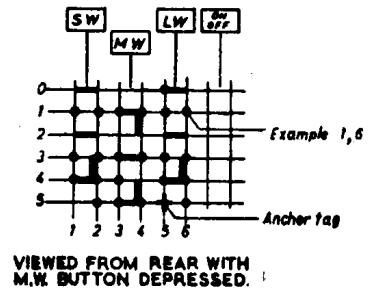 SW
MW
LW
ON
OFF
0
1
2
3
4
5
Example 1,6
Anchor tag
1 2 3 4 5 6
VIEWED FROM REAR WITH
M.W. BUTTON DEPRESSED.